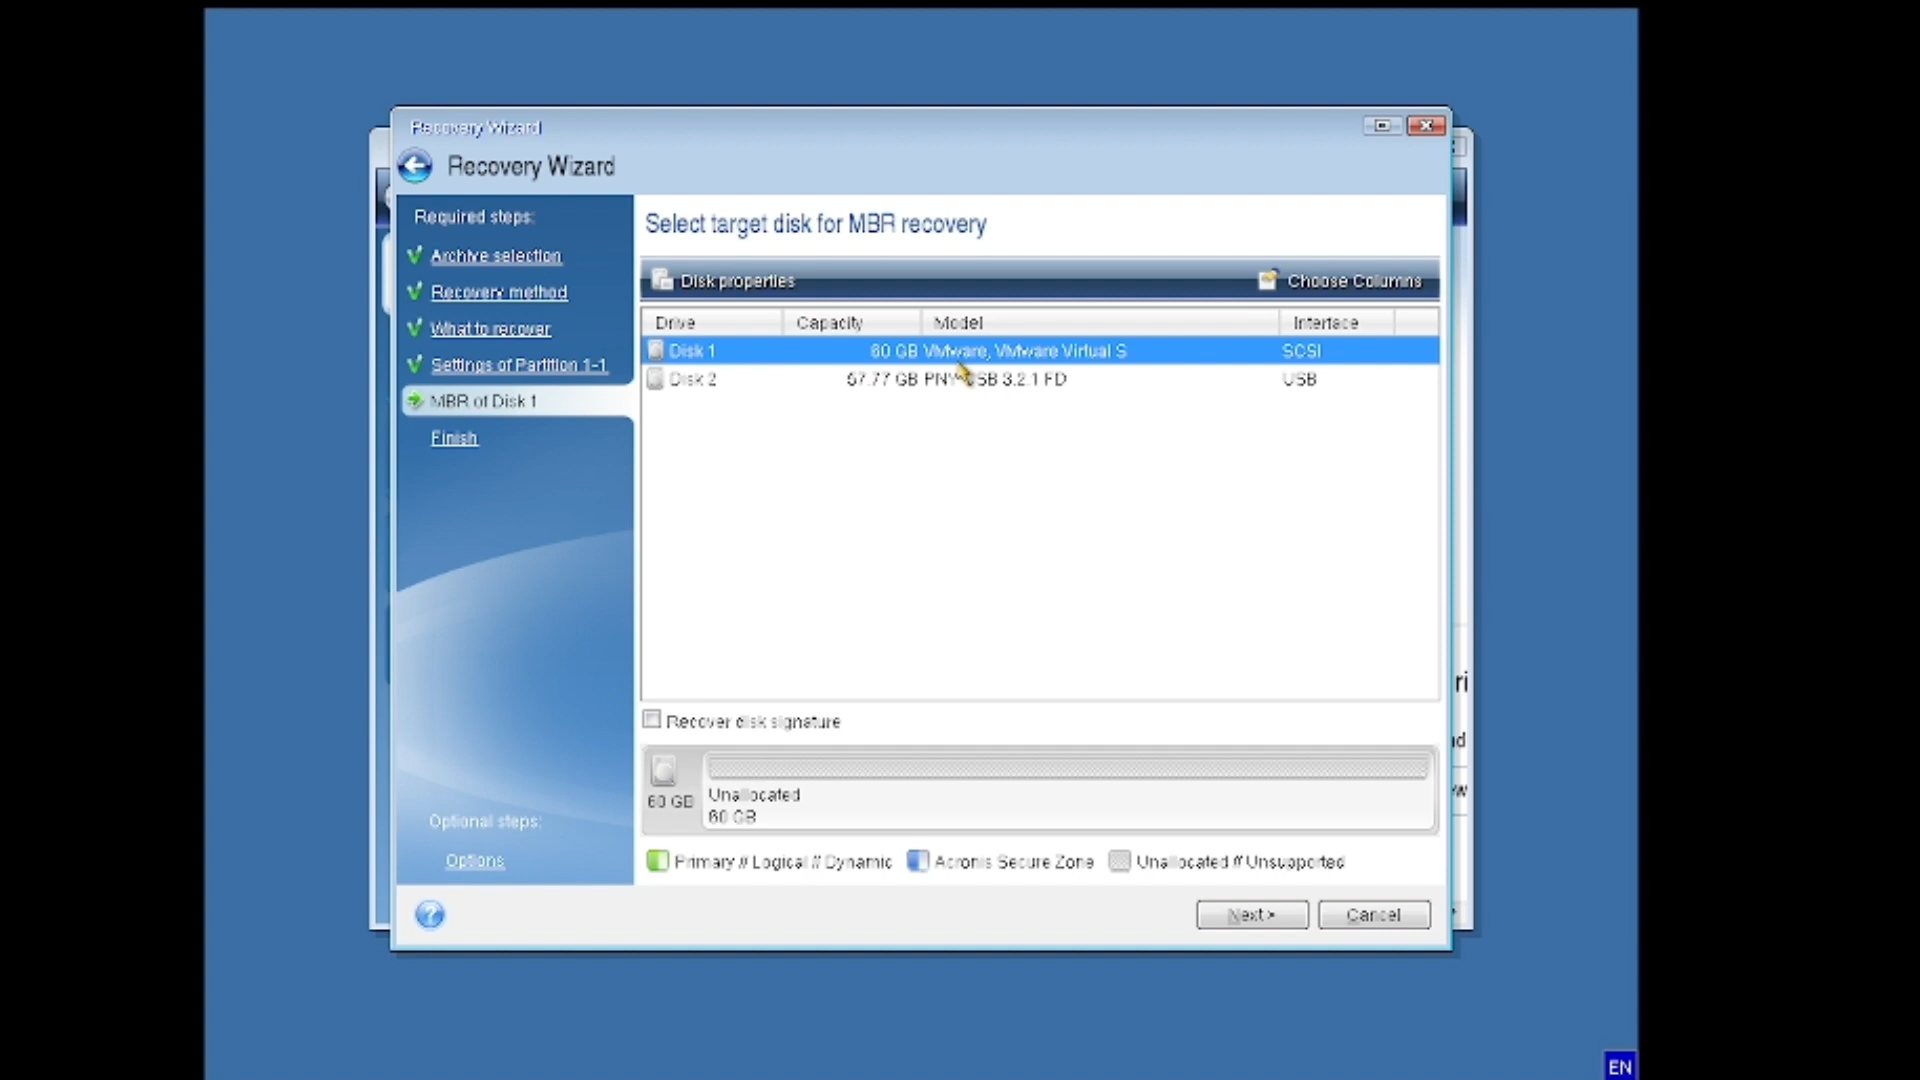 Recovery Wizard
Recovery Wizard
Required steps:
Archive selection
Recovery method
What to recover
Settings of Partition 1-1
MBR of Disk 1
Finish
Optional steps:
Options
Select target disk for MBR recovery
Disk properties
Choose Columns
Drive Capacity Model Interface
Disk 1 60 GB VMware, VMware Virtual S SCSI
Disk 2 57.77 GB PNY USB 3.2.1 FD USB
Recover disk signature
60 GB
Unallocated
60 GB
Primary // Logical // Dynamic Acronis Secure Zone Unallocated // Unsupported
Next > Cancel
ri
EN